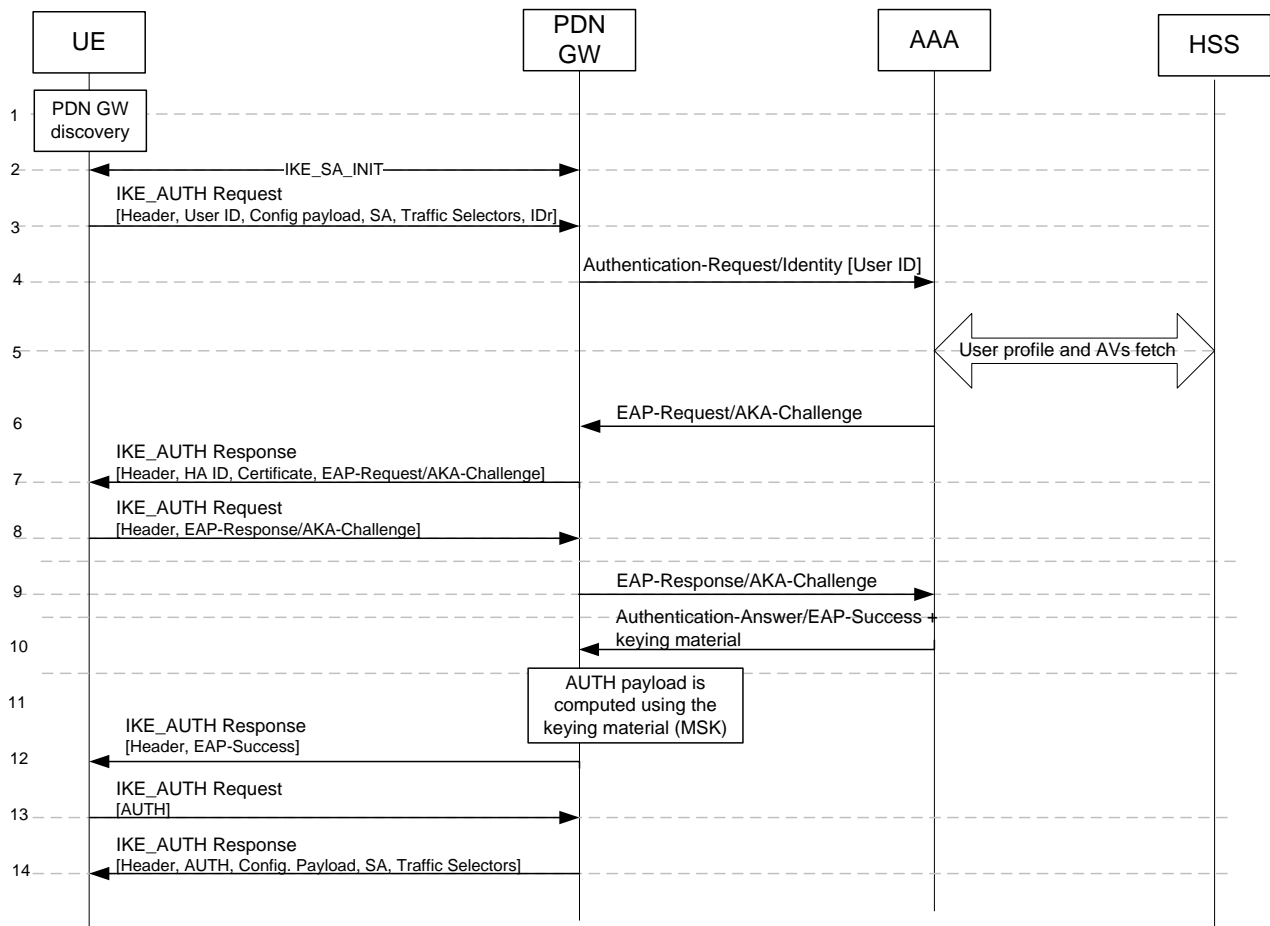 UE
PDN
GW
AAA
HSS
1
PDN GW
discovery
2
IKE_SA_INIT
IKE_AUTH Request
[Header, User ID, Config payload, SA, Traffic Selectors, IDr]
3
Authentication-Request/Identity [User ID]
4
5
User profile and AVs fetch
6
EAP-Request/AKA-Challenge
IKE_AUTH Response
[Header, HA ID, Certificate, EAP-Request/AKA-Challenge]
7
IKE_AUTH Request
[Header, EAP-Response/AKA-Challenge]
8
EAP-Response/AKA-Challenge
9
Authentication-Answer/EAP-Success +
keying material
10
AUTH payload is
computed using the
keying material (MSK)
11
IKE_AUTH Response
[Header, EAP-Success]
12
IKE_AUTH Request
[AUTH]
13
IKE_AUTH Response
[Header, AUTH, Config. Payload, SA, Traffic Selectors]
14